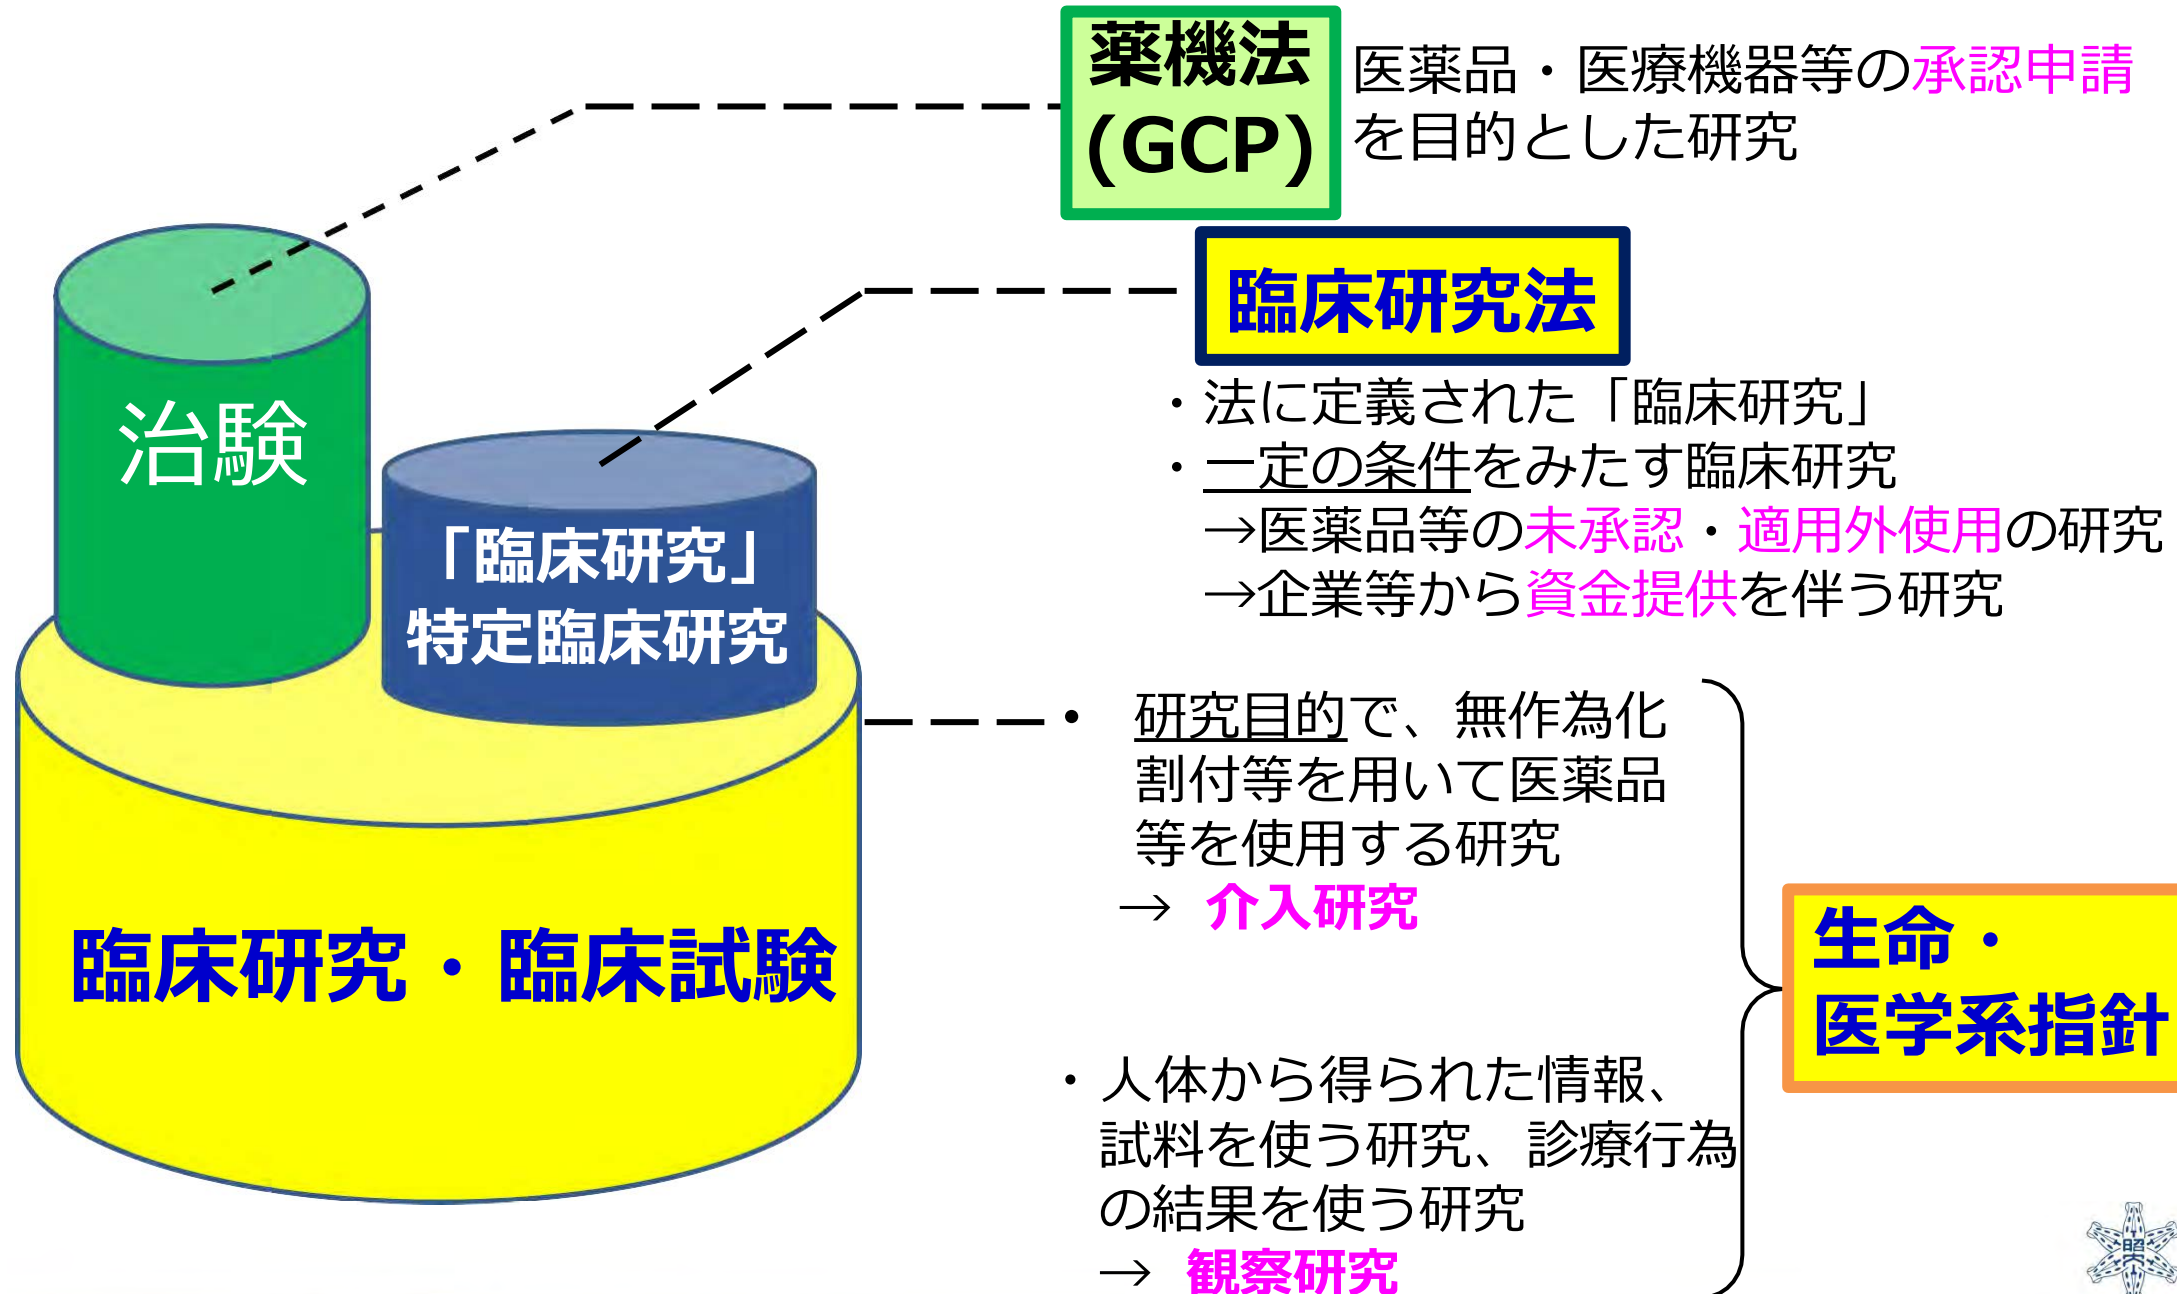 薬機法
(GCP)
医薬品・医療機器等の承認申請
を目的とした研究
臨床研究法
・法に定義された「臨床研究」
・一定の条件をみたす臨床研究
→医薬品等の未承認・適用外使用の研究
→企業等から資金提供を伴う研究
治験
「臨床研究」
特定臨床研究
臨床研究・臨床試験
• 研究目的で、無作為化
割付等を用いて医薬品
等を使用する研究
→ 介入研究
・人体から得られた情報、
試料を使う研究、診療行為
の結果を使う研究
→ 観察研究
生命・
医学系指針